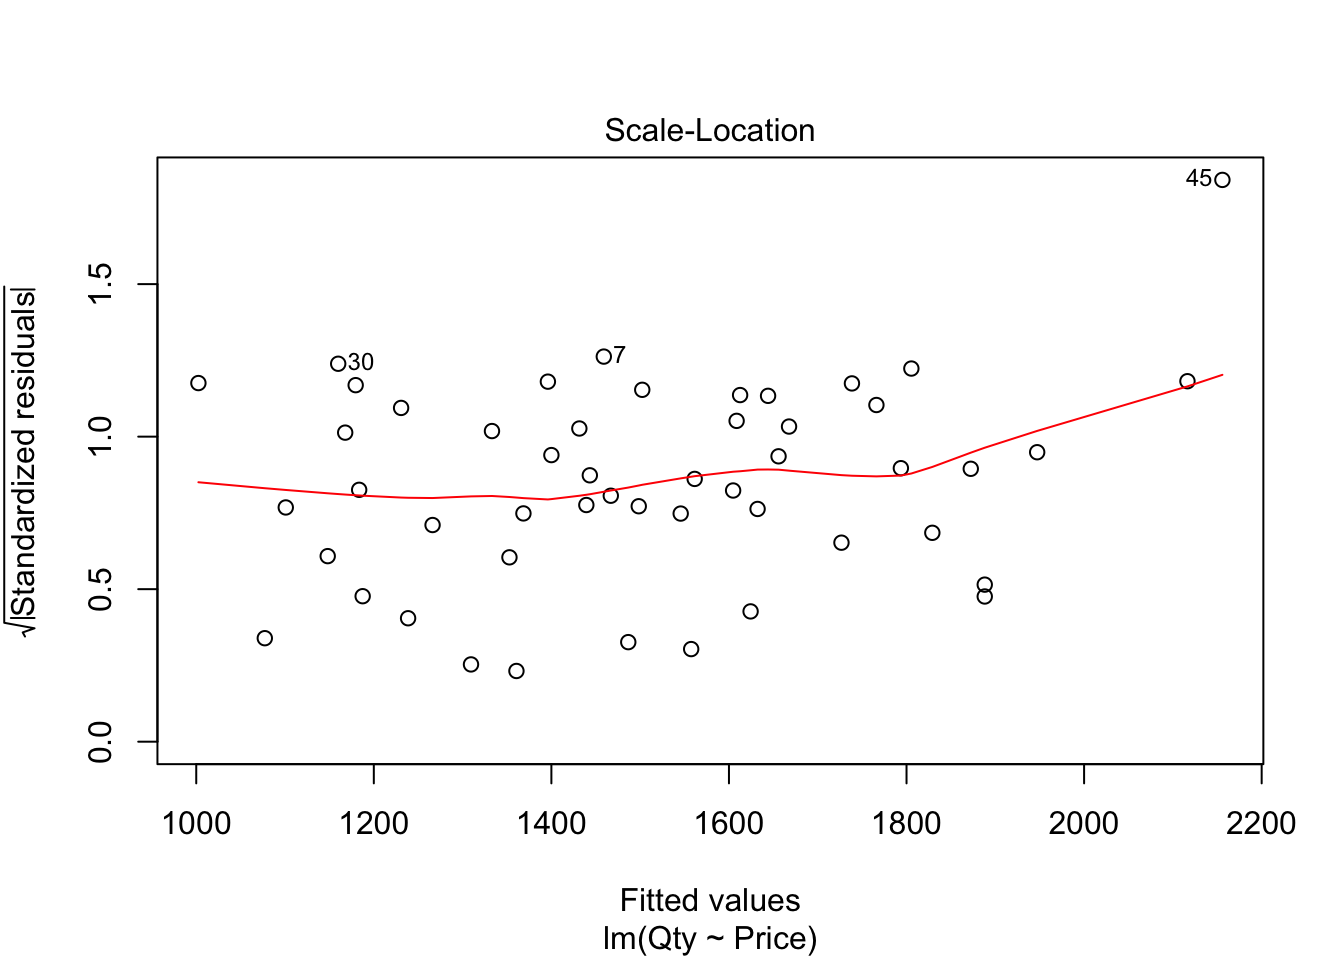 Scale-Location
√|Standardized residuals|
1.5
1.0
0.5
0.0
45
30
7
1000 1200 1400 1600 1800 2000 2200
Fitted values
lm(Qty ~ Price)